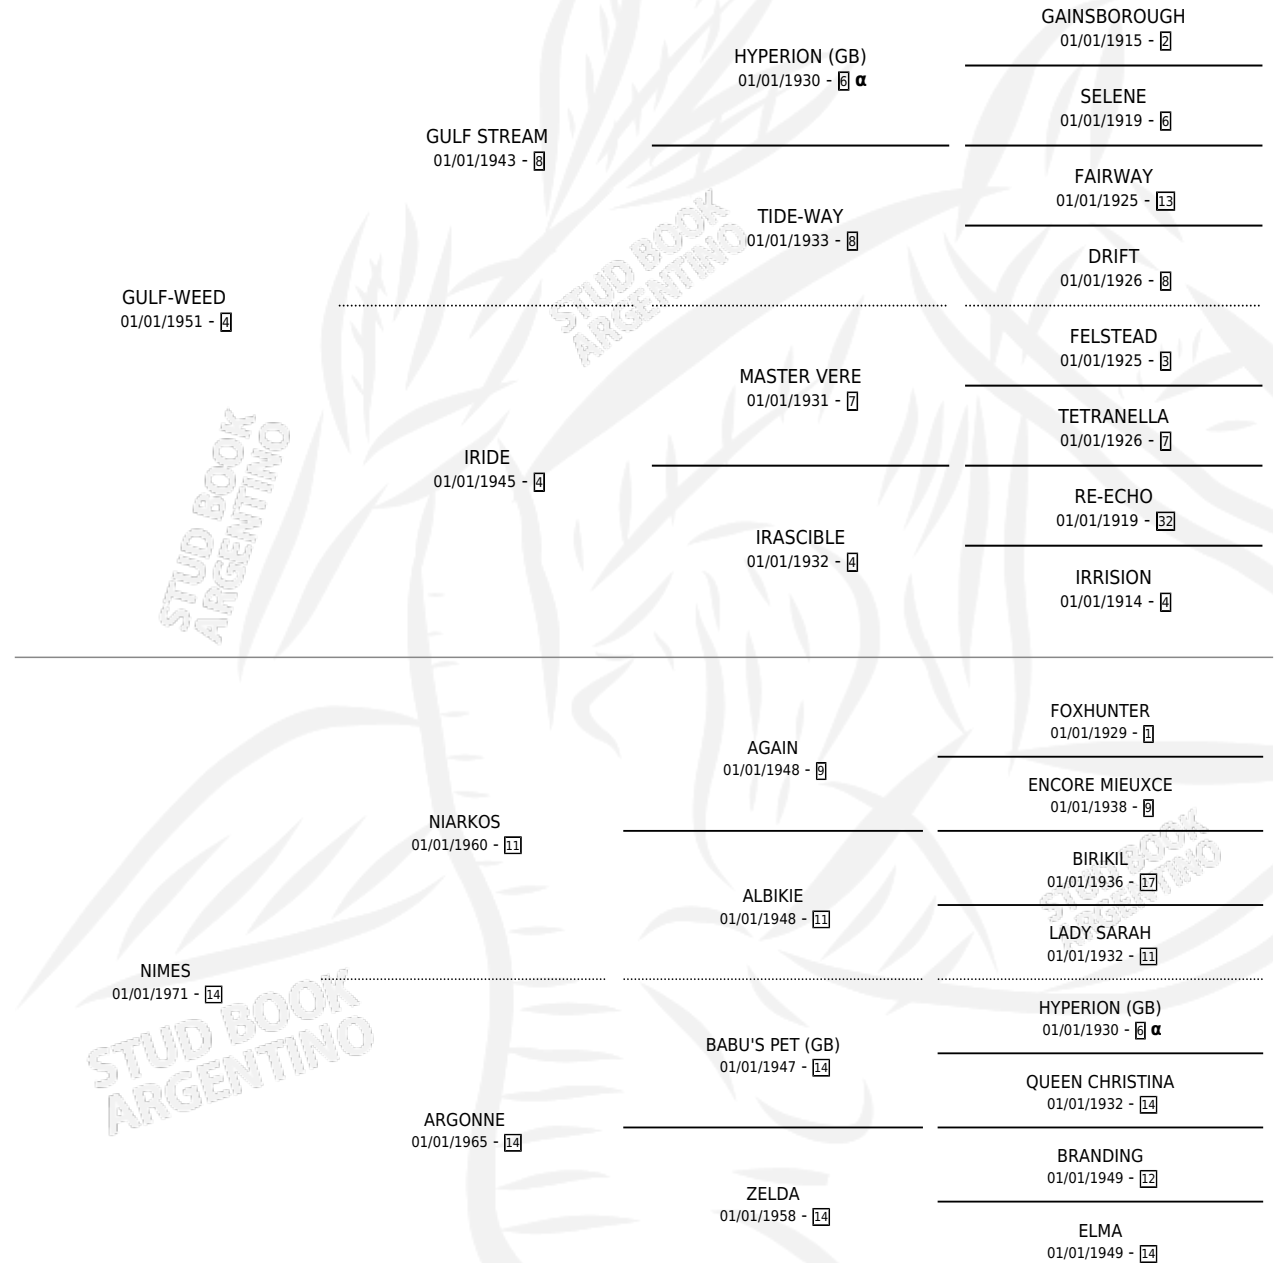 GAINSBOROUGH
01/01/1915 - 2
HYPERION (GB)
01/01/1930 - 6 α
SELENE
01/01/1919 - 6
GULF STREAM
01/01/1943 - 8
FAIRWAY
01/01/1925 - 13
TIDE-WAY
01/01/1933 - 8
DRIFT
01/01/1926 - 8
GULF-WEED
01/01/1951 - 4
FELSTEAD
01/01/1925 - 3
MASTER VERE
01/01/1931 - 7
TETRANELLA
01/01/1926 - 7
IRIDE
01/01/1945 - 4
RE-ECHO
01/01/1919 - 32
IRASCIBLE
01/01/1932 - 4
IRRISION
01/01/1914 - 4
FOXHUNTER
01/01/1929 - 1
AGAIN
01/01/1948 - 9
ENCORE MIEUXCE
01/01/1938 - 9
NIARKOS
01/01/1960 - 11
BIRIKIL
01/01/1936 - 17
ALBIKIE
01/01/1948 - 11
LADY SARAH
01/01/1932 - 11
NIMES
01/01/1971 - 14
HYPERION (GB)
01/01/1930 - 6 α
BABU'S PET (GB)
01/01/1947 - 14
QUEEN CHRISTINA
01/01/1932 - 14
ARGONNE
01/01/1965 - 14
BRANDING
01/01/1949 - 12
ZELDA
01/01/1958 - 14
ELMA
01/01/1949 - 14
STUD BOOK
ARGENTINO
STUD BOOK
ARGENTINO
STUD BOOK
ARGENTINO
STUD BOOK
ARGENTINO